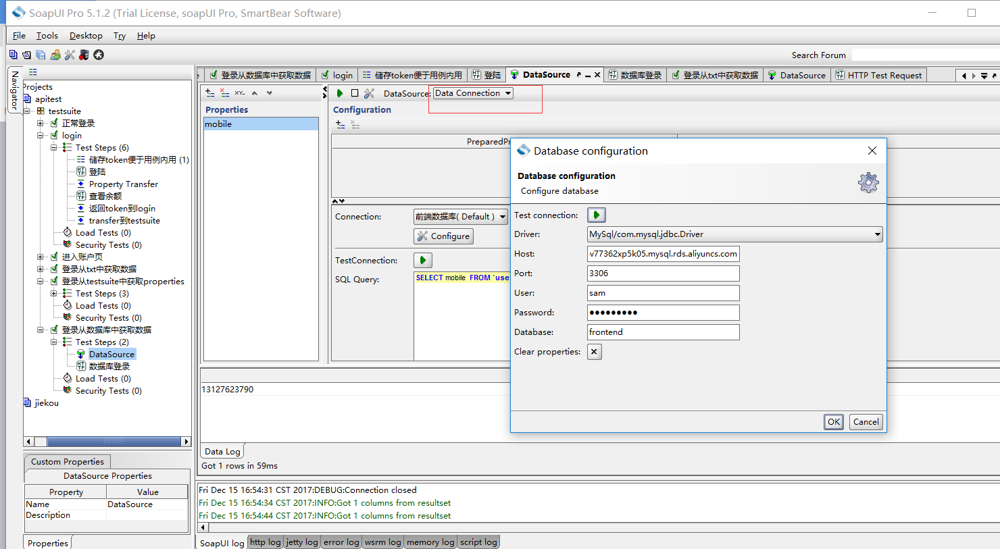 SoapUI Pro 5.1.2 (Trial License, soapUI Pro, SmartBear Software)
File Tools Desktop Try Help
Search Forum
Navigator
Projects
apitest
testsuite
正常登录
login
Test Steps (6)
储存token便于用例内用 (1)
登陆
Property Transfer
查看余额
返回token到login
transfer到testsuite
Load Tests (0)
Security Tests (0)
进入账户页
登录从txt中获取数据
登录从testsuite中获取properties
Test Steps (3)
Load Tests (0)
Security Tests (0)
登录从数据库中获取数据
Test Steps (2)
DataSource
数据库登录
Load Tests (0)
Security Tests (0)
jiekou
Custom Properties
DataSource Properties
Property Value
Name DataSource
Description
Properties
登录从数据库中获取数据 login 储存token便于用例内用 登陆 DataSource 数据库登录 登录从txt中获取数据 DataSource HTTP Test Request
DataSource: Data Connection
Properties
mobile
Configuration
PreparedPr
Connection: 前端数据库( Default )
Configure
TestConnection:
SQL Query: SELECT mobile FROM `use
Database configuration
Database configuration
Configure database
Test connection:
Driver: MySql/com.mysql.jdbc.Driver
Host: v77362xp5k05.mysql.rds.aliyuncs.com
Port: 3306
User: sam
Password: ●●●●●●●●●
Database: frontend
Clear properties:
OK Cancel
13127623790
Data Log
Got 1 rows in 59ms
Fri Dec 15 16:54:31 CST 2017:DEBUG:Connection closed
Fri Dec 15 16:54:34 CST 2017:INFO:Got 1 columns from resultset
Fri Dec 15 16:54:44 CST 2017:INFO:Got 1 columns from resultset
SoapUI log http log jetty log error log wsrm log memory log script log